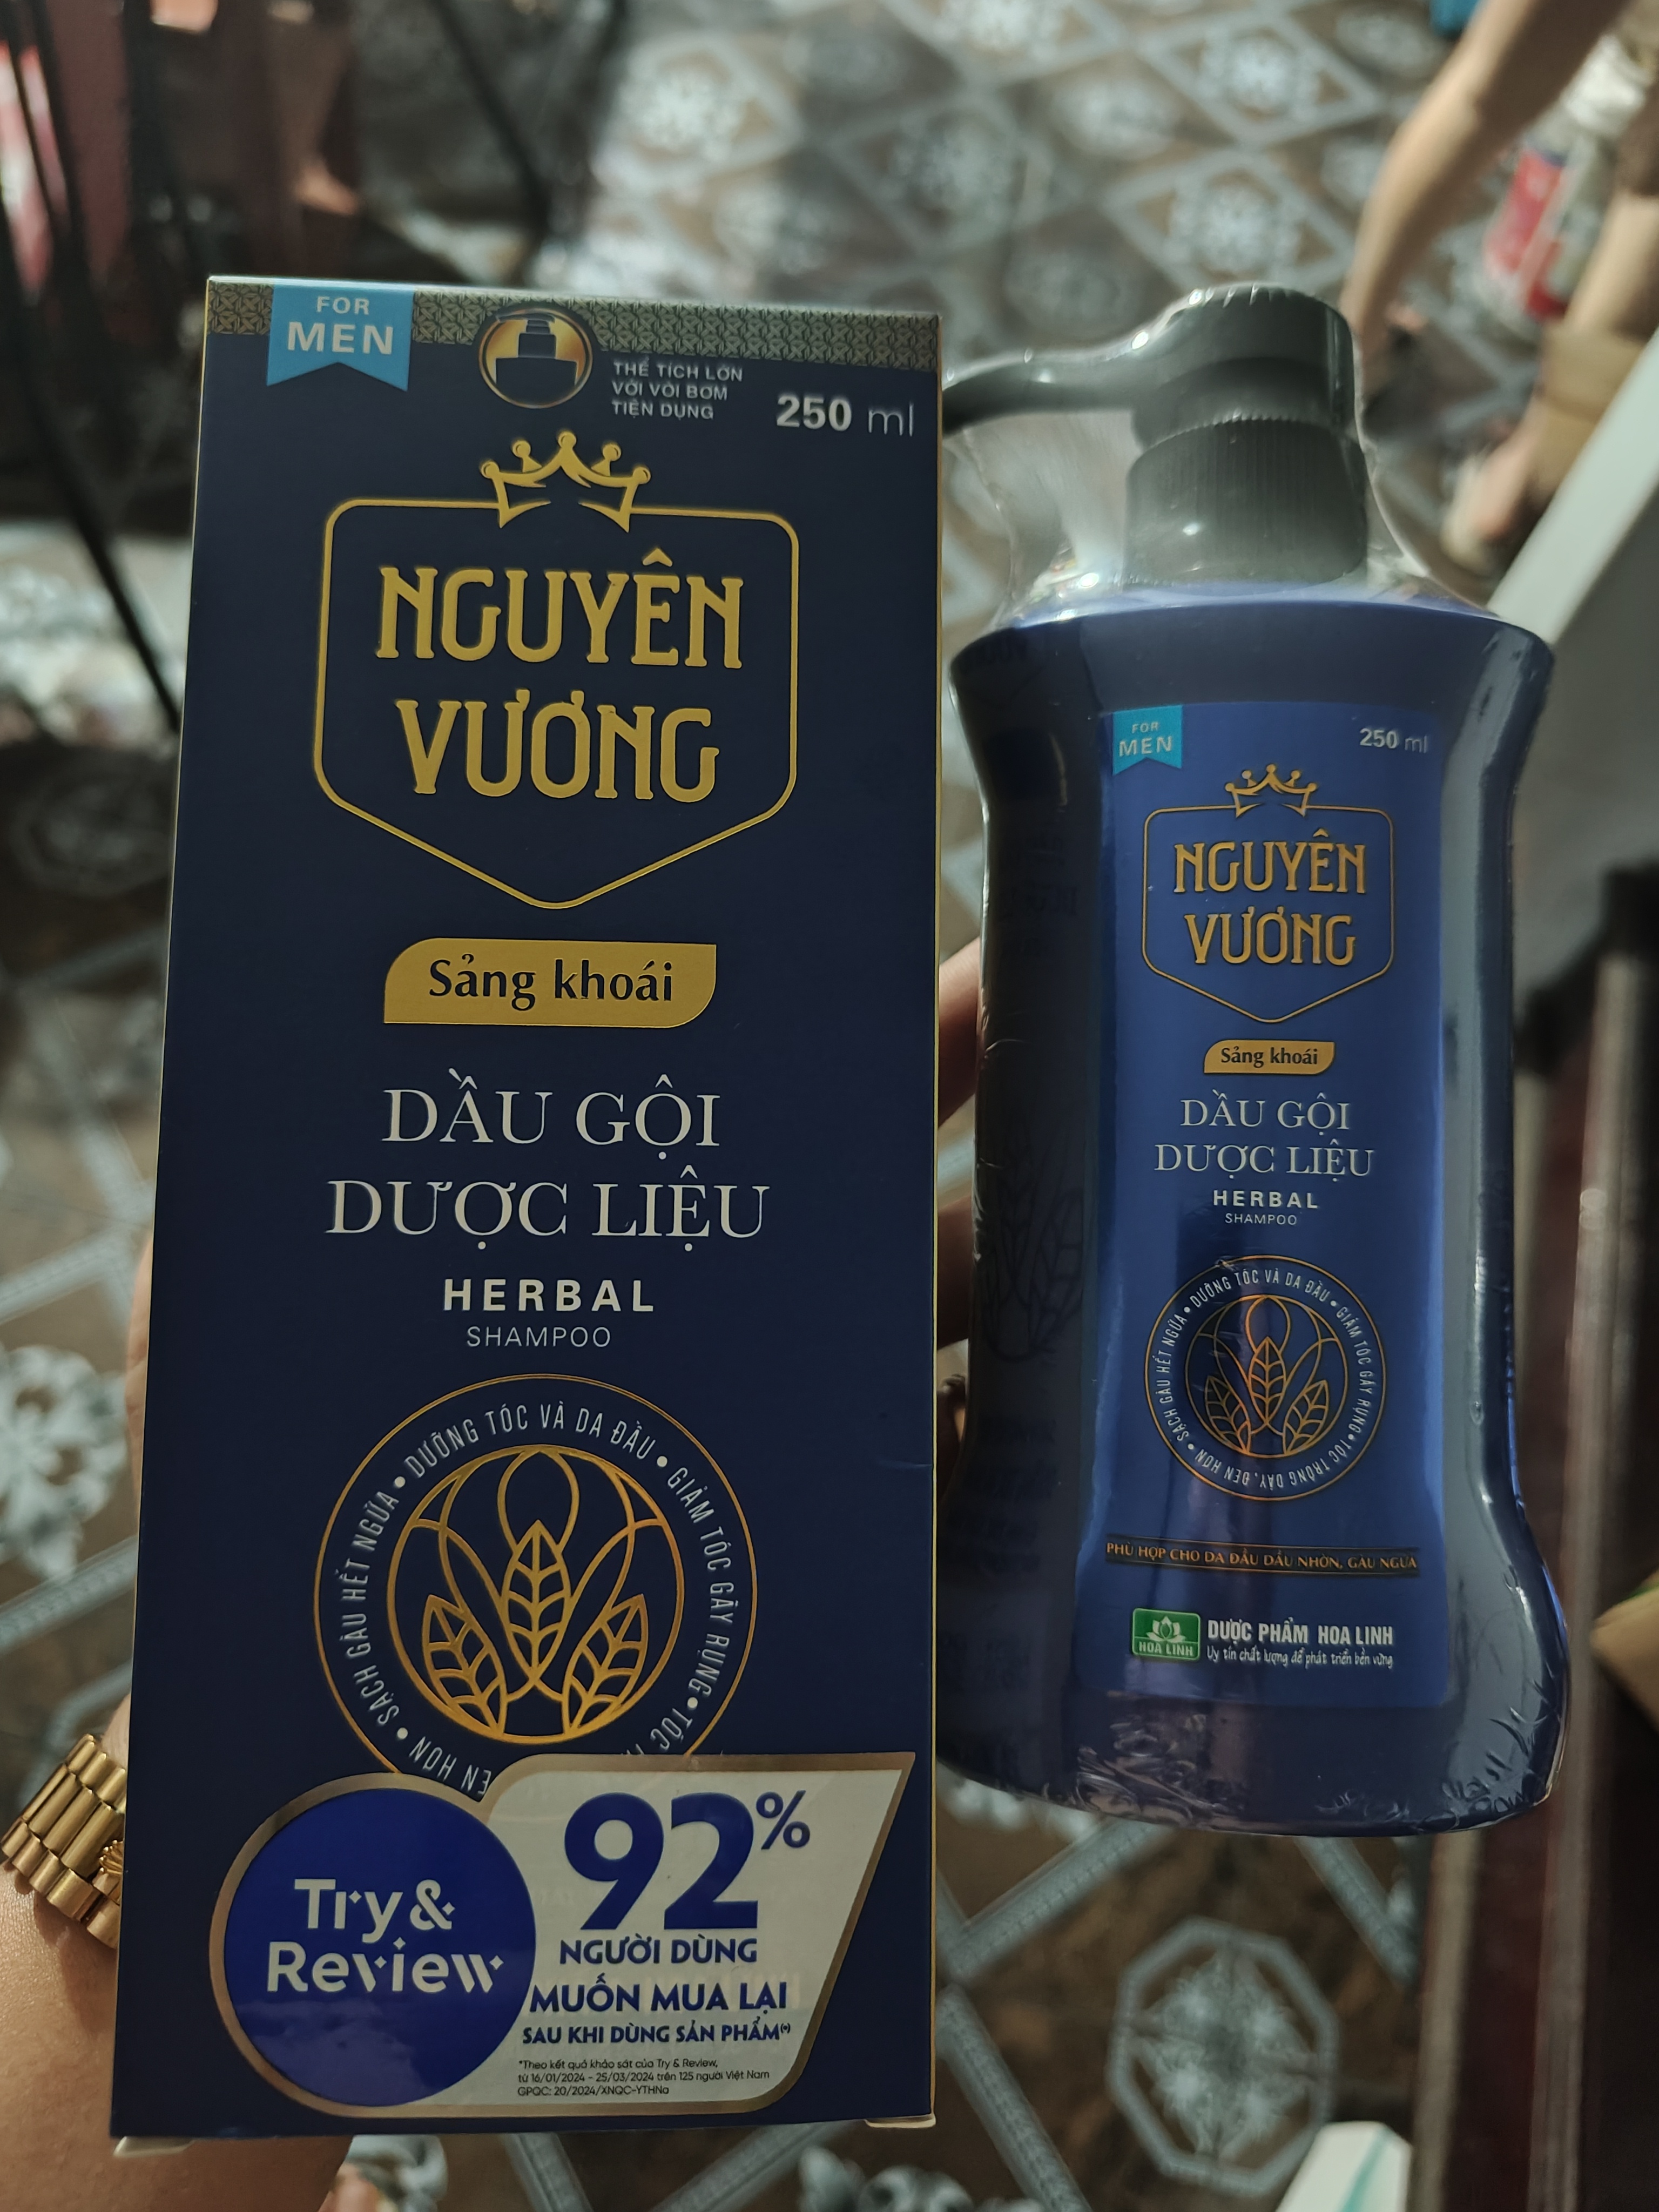 FOR
MEN
THỂ TÍCH LỚN
VỚI VÒI BƠM
TIỆN DỤNG
250 ml
NGUYÊN
VƯƠNG
Sảng khoái
DẦU GỘI
DƯỢC LIỆU
HERBAL
SHAMPOO
SẠCH GÀU HẾT NGỨA • DƯỠNG TÓC VÀ DA ĐẦU • GIẢM TÓC GÃY RỤNG • TÓC
EN HƠN •
Try &
Review
92%
NGƯỜI DÙNG
MUỐN MUA LẠI
SAU KHI DÙNG SẢN PHẨM(*)
*Theo kết quả khảo sát của Try & Review,
từ 16/01/2024 - 25/03/2024 trên 125 người Việt Nam
GPQC: 20/2024/XNQC-YTHNa
FOR
MEN
250 ml
NGUYÊN
VƯƠNG
Sảng khoái
DẦU GỘI
DƯỢC LIỆU
HERBAL
SHAMPOO
SẠCH GÀU HẾT NGỨA • DƯỠNG TÓC VÀ DA ĐẦU • GIẢM TÓC GÃY RỤNG • TÓC TRÔNG DÀY, ĐEN HƠN •
PHÙ HỢP CHO DA ĐẦU DẦU NHỜN, GÀU NGỨA
HOA LINH
DƯỢC PHẨM HOA LINH
Uy tín chất lượng để phát triển bền vững